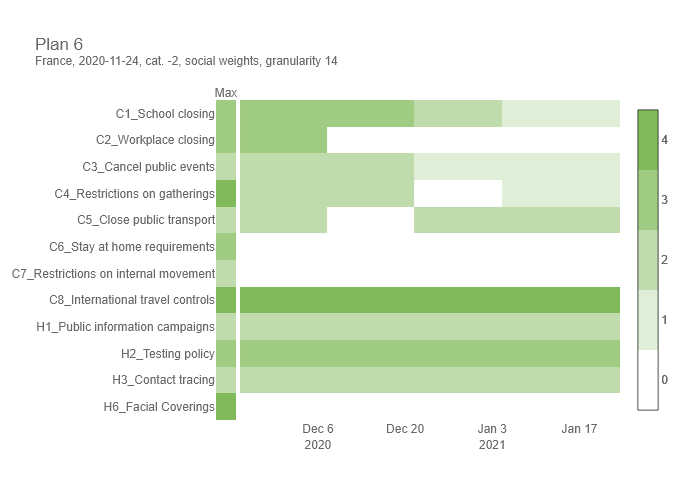 Plan 6
France, 2020-11-24, cat. -2, social weights, granularity 14
Max
C1_School closing
C2_Workplace closing
C3_Cancel public events
C4_Restrictions on gatherings
C5_Close public transport
C6_Stay at home requirements
C7_Restrictions on internal movement
C8_International travel controls
H1_Public information campaigns
H2_Testing policy
H3_Contact tracing
H6_Facial Coverings
Dec 6 Dec 20 Jan 3 Jan 17
2020 2021
4
3
2
1
0